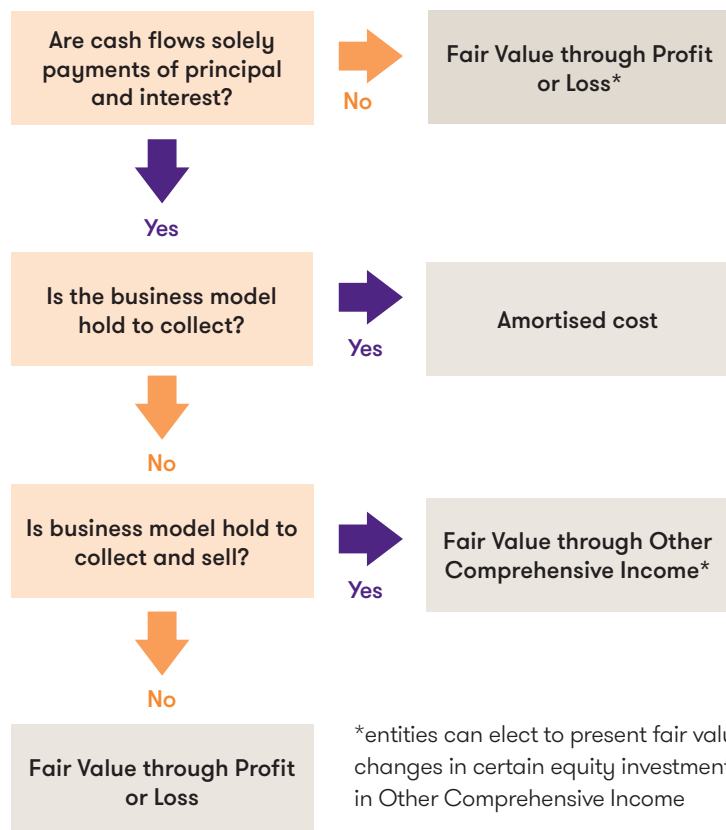 Are cash flows solely
payments of principal
and interest?
No
Fair Value through Profit
or Loss*
Yes
Is the business model
hold to collect?
Yes
Amortised cost
No
Is business model hold to
collect and sell?
Yes
Fair Value through Other
Comprehensive Income*
No
Fair Value through Profit
or Loss
*entities can elect to present fair valu
changes in certain equity investment
in Other Comprehensive Income